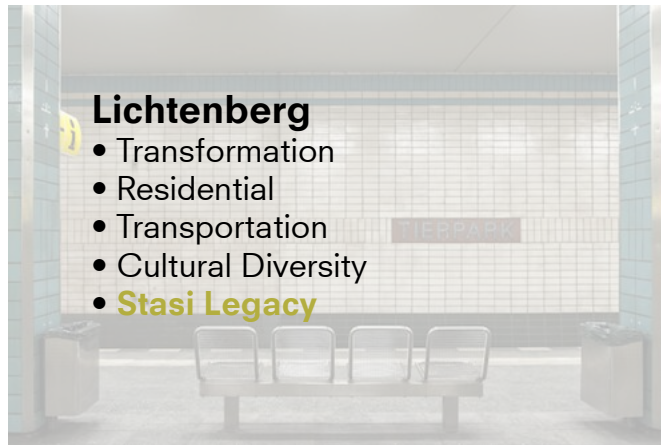 Lichtenberg
• Transformation
• Residential
• Transportation
TIERPARK
• Cultural Diversity
• Stasi Legacy